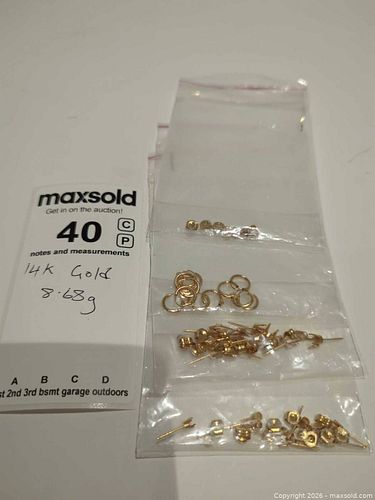 maxsold
Get in on the auction!
40 C
P
notes and measurements
14k Gold
8.68g
A B C D
st 2nd 3rd bsmt garage outdoors
Copyright 2026 - maxsold.com